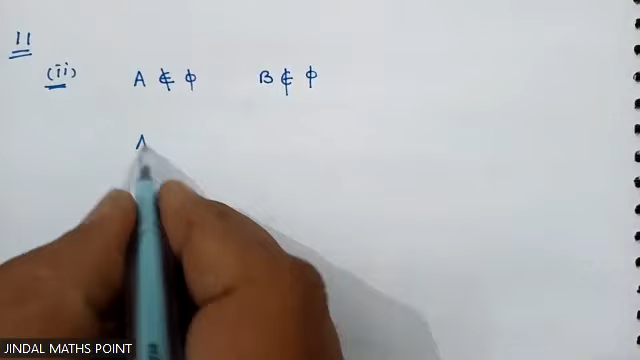 11
(ii) A ∉ ϕ B ∉ ϕ
A
JINDAL MATHS POINT